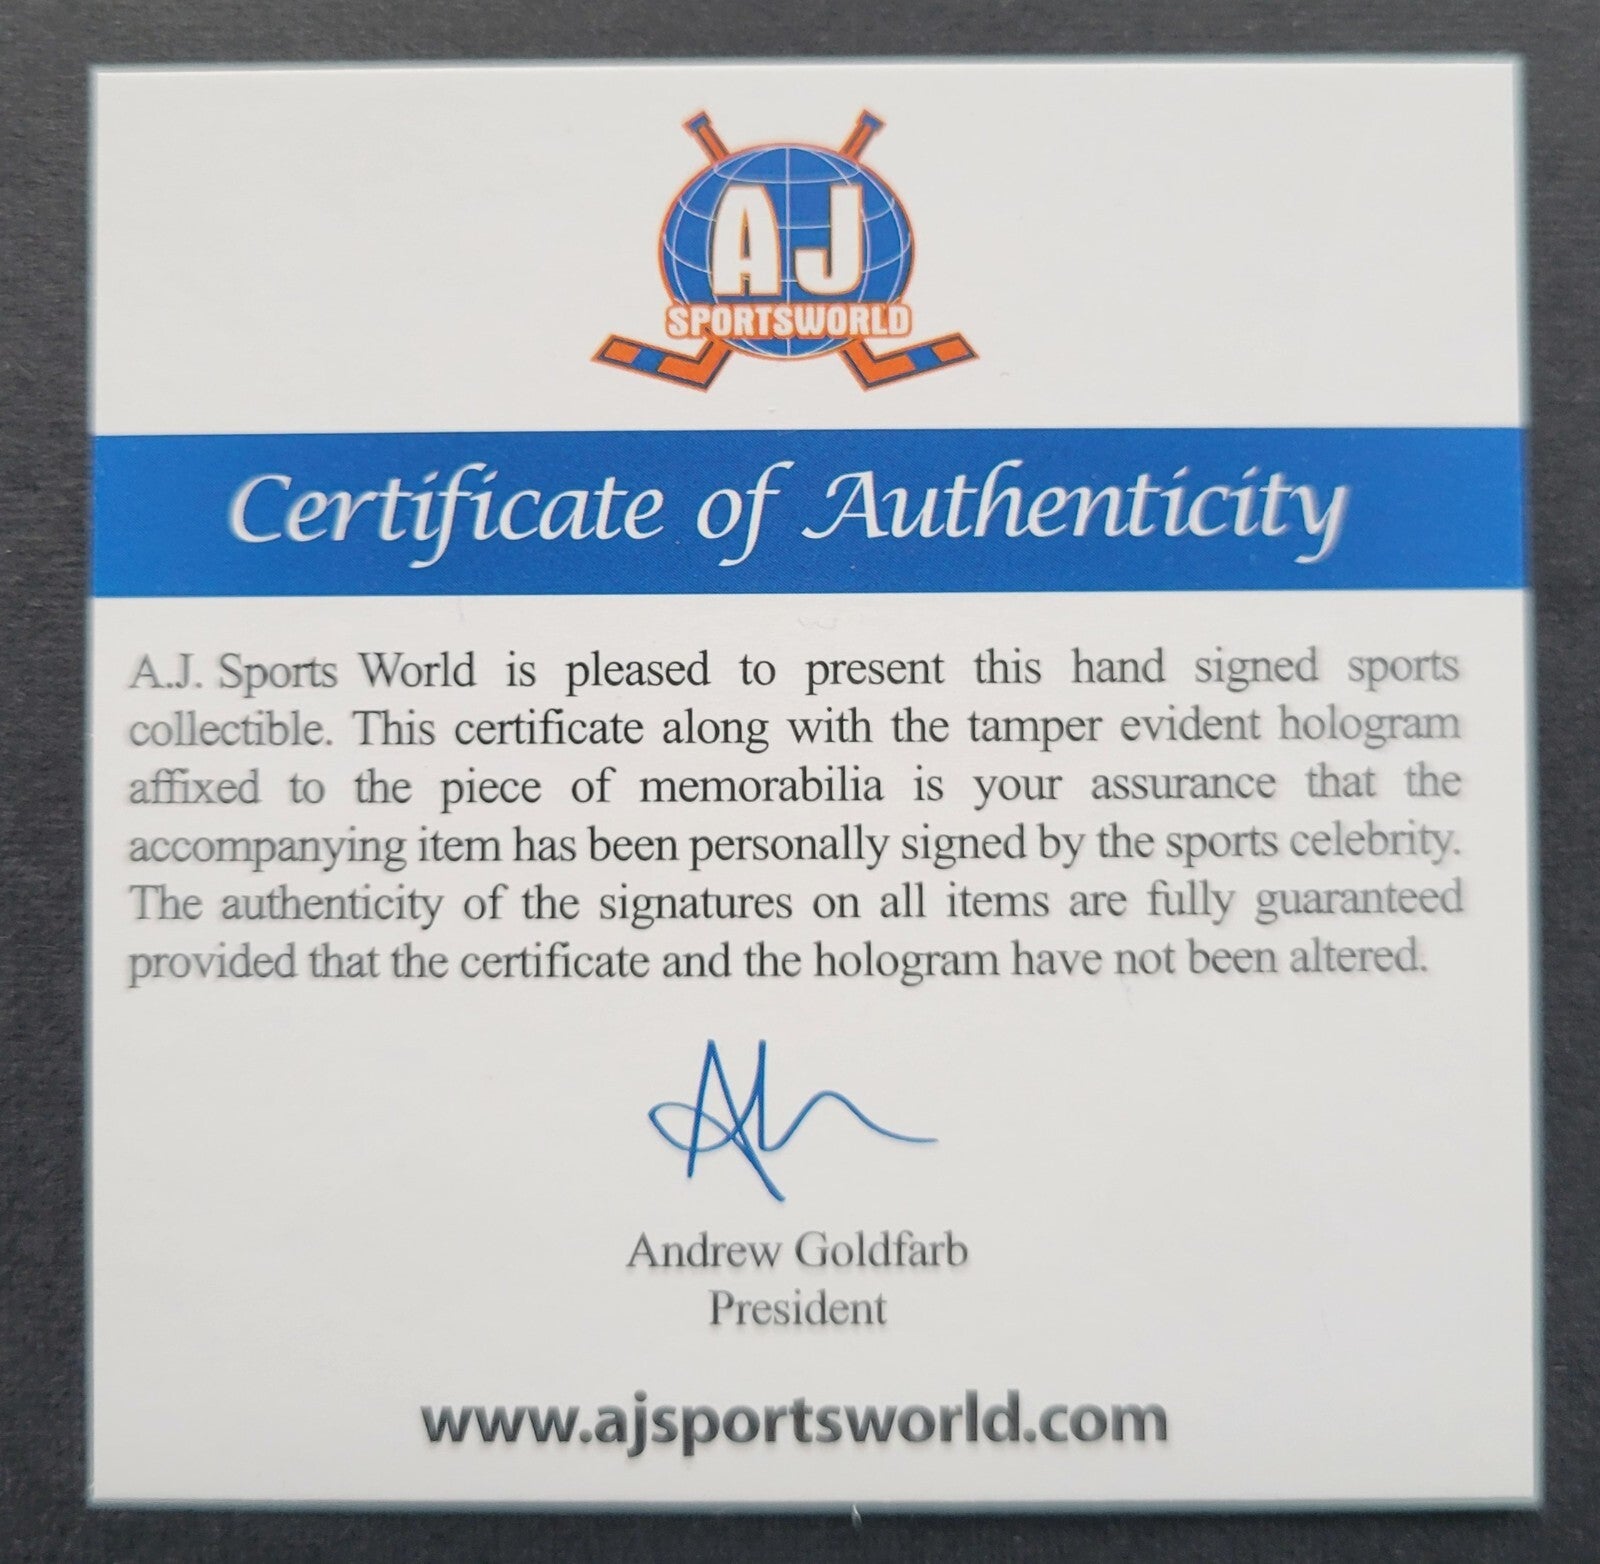 AJ
SPORTSWORLD
Certificate of Authenticity
A.J. Sports World is pleased to present this hand signed sports
collectible. This certificate along with the tamper evident hologram
affixed to the piece of memorabilia is your assurance that the
accompanying item has been personally signed by the sports celebrity.
The authenticity of the signatures on all items are fully guaranteed
provided that the certificate and the hologram have not been altered.
Andrew Goldfarb
President
www.ajsportsworld.com